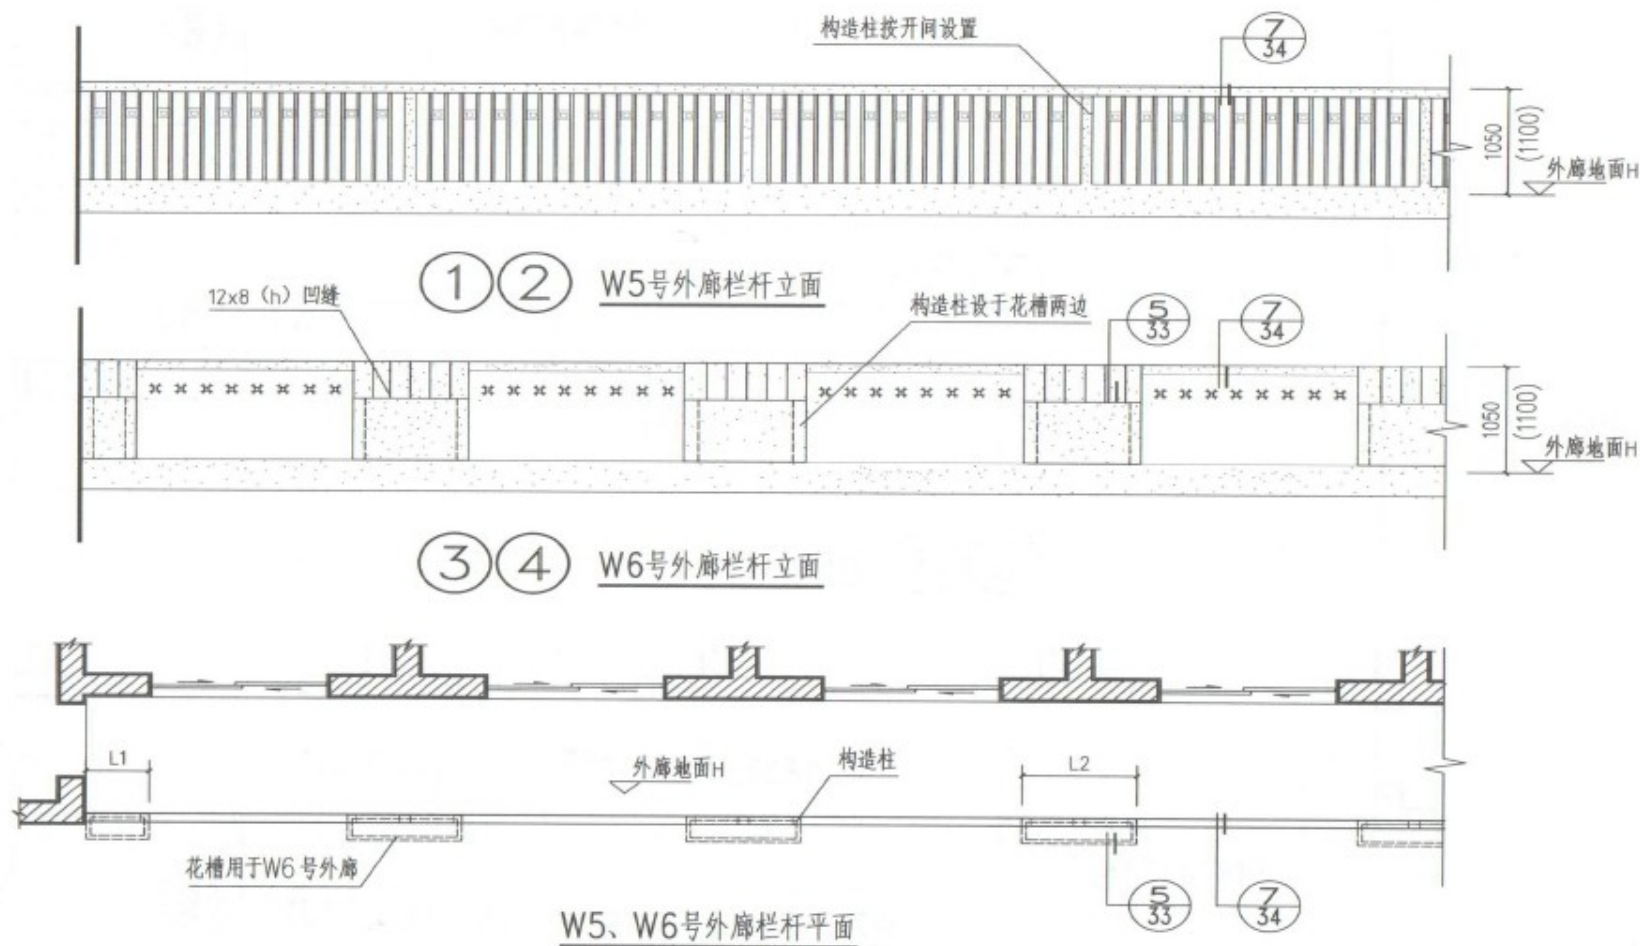 构造柱按开间设置
7
34
1050
(1100)
外廊地面H
1 2 W5号外廊栏杆立面
12x8 (h) 凹缝
构造柱设于花槽两边
5
33
7
34
1050
(1100)
外廊地面H
3 4 W6号外廊栏杆立面
L1
外廊地面H
构造柱
L2
花槽用于W6号外廊
5
33
7
34
W5、W6号外廊栏杆平面